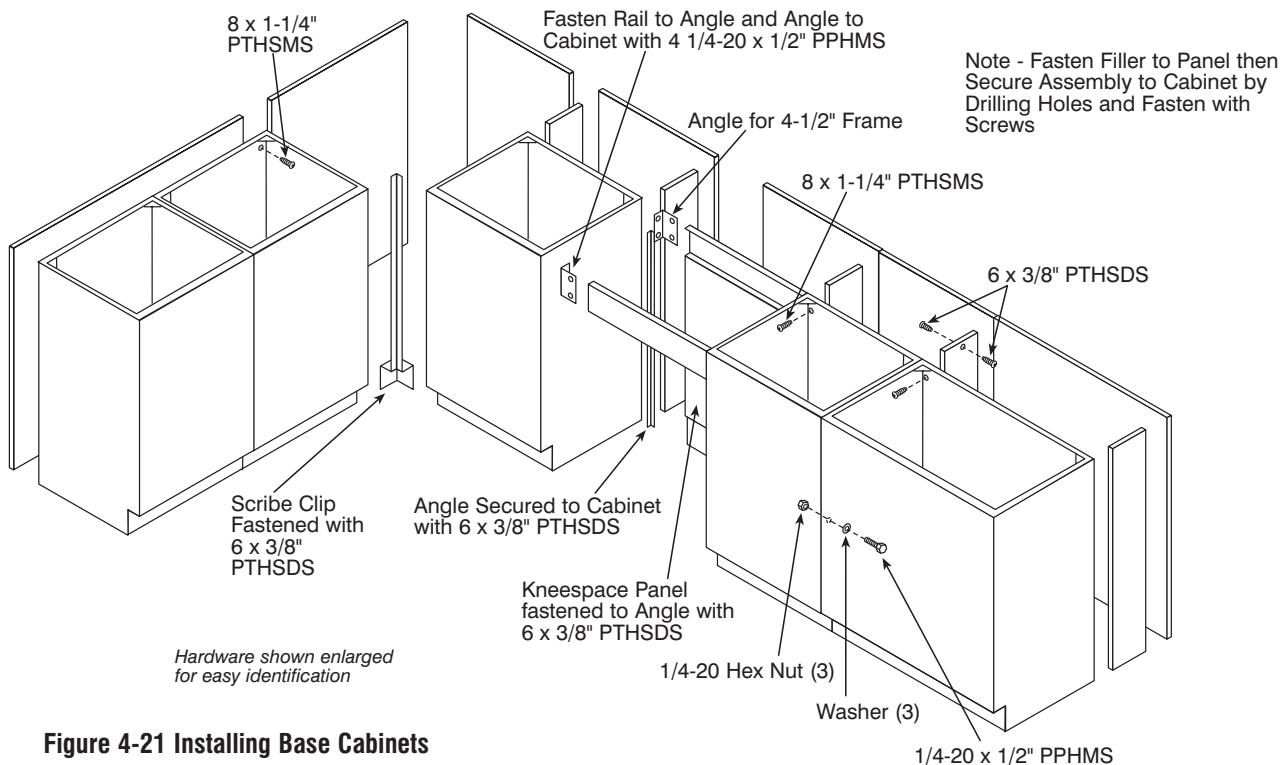 8 x 1-1/4"
PTHSMS
Fasten Rail to Angle and Angle to
Cabinet with 4 1/4-20 x 1/2" PPHMS
Note - Fasten Filler to Panel then
Secure Assembly to Cabinet by
Drilling Holes and Fasten with
Screws
Angle for 4-1/2" Frame
8 x 1-1/4" PTHSMS
6 x 3/8" PTHSDS
Scribe Clip
Fastened with
6 x 3/8"
PTHSDS
Angle Secured to Cabinet
with 6 x 3/8" PTHSDS
Kneespace Panel
fastened to Angle with
6 x 3/8" PTHSDS
Hardware shown enlarged
for easy identification
1/4-20 Hex Nut (3)
Washer (3)
1/4-20 x 1/2" PPHMS
Figure 4-21 Installing Base Cabinets